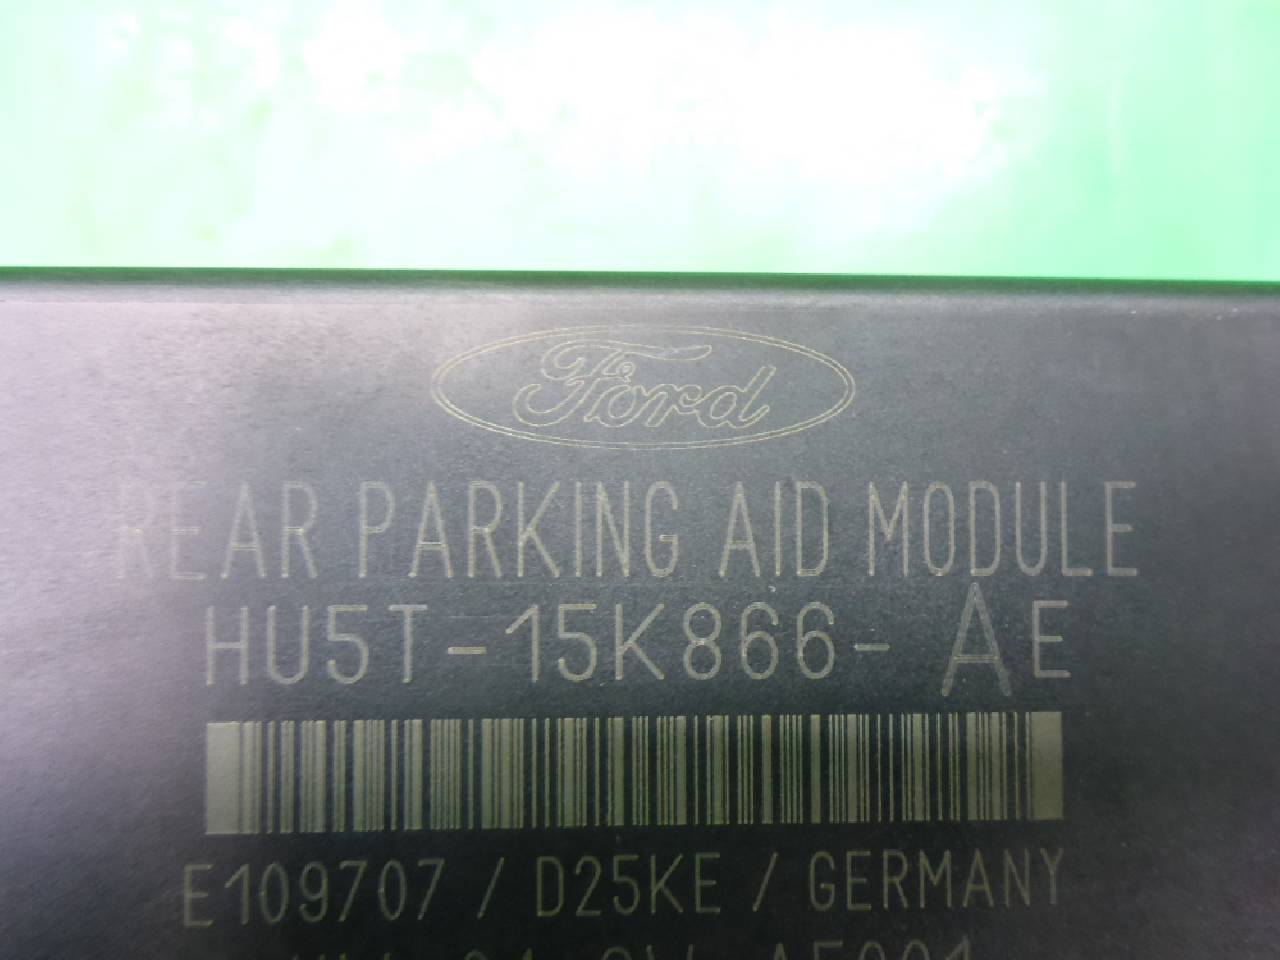 Ford
REAR PARKING AID MODULE
HU5T-15K866-AE
E109707 / D25KE / GERMANY